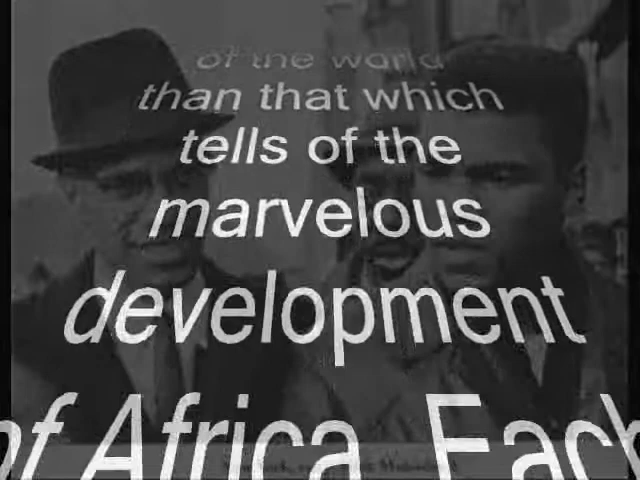 of the world
than that which
tells of the
marvelous
development
of Africa. Each